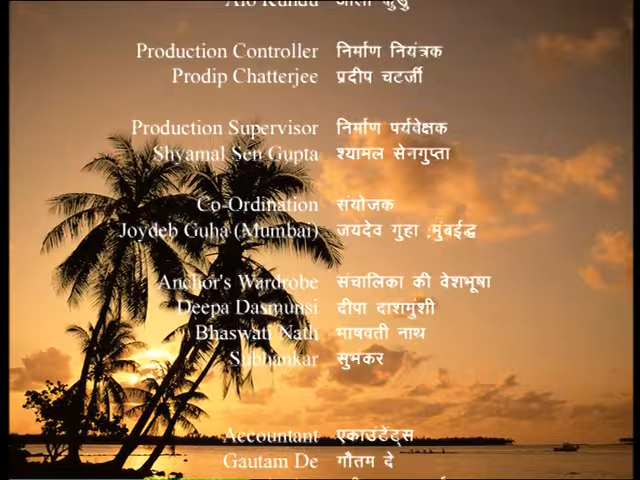 Production Controller निर्माण नियंत्रक
Prodip Chatterjee प्रदीप चटर्जी
Production Supervisor निर्माण पर्यवेक्षक
Shyamal Sen Gupta श्यामल सेनगुप्ता
Co-Ordination संयोजक
Joydeb Guha (Mumbai) जयदेव गुहा ;मुंबईद्ध
Anchor's Wardrobe संचालिका की वेशभूषा
Deepa Dasmunsi दीपा दाशमुंशी
Bhaswati Nath माषवती नाथ
Subhankar सुमंकर
Accountant एकाउंटेंट्स
Gautam De गौतम दे